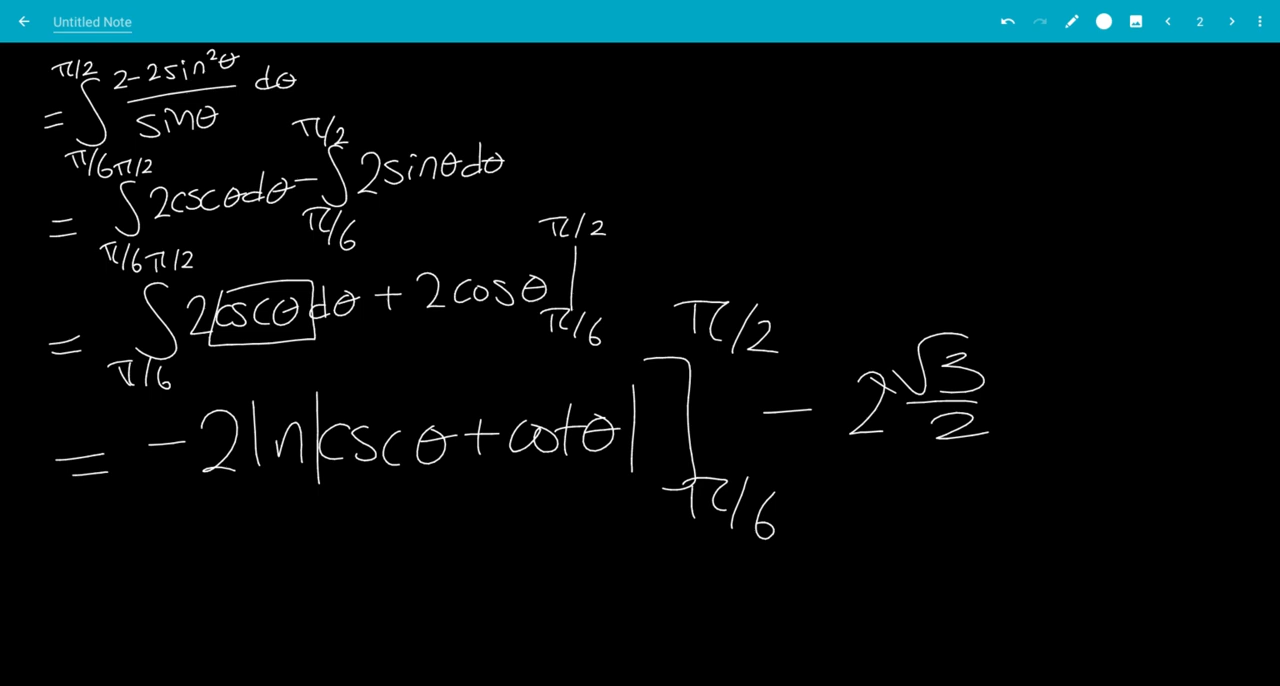 Untitled Note
2
= ∫_{π/6}^{π/2} (2-2sin²θ)/(sinθ) dθ
= ∫_{π/6}^{π/2} 2cscθdθ - ∫_{π/6}^{π/2} 2sinθdθ
= ∫_{π/6}^{π/2} 2cscθdθ + 2cosθ|_{π/6}^{π/2}
= -2ln|cscθ+cotθ|]_{π/6}^{π/2} - 2 √3/2